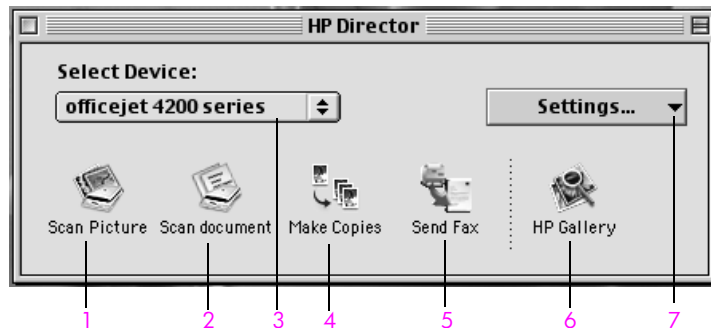 HP Director
Select Device:
officejet 4200 series
Settings...
Scan Picture
Scan document
Make Copies
Send Fax
HP Gallery
1 2 3 4 5 6 7